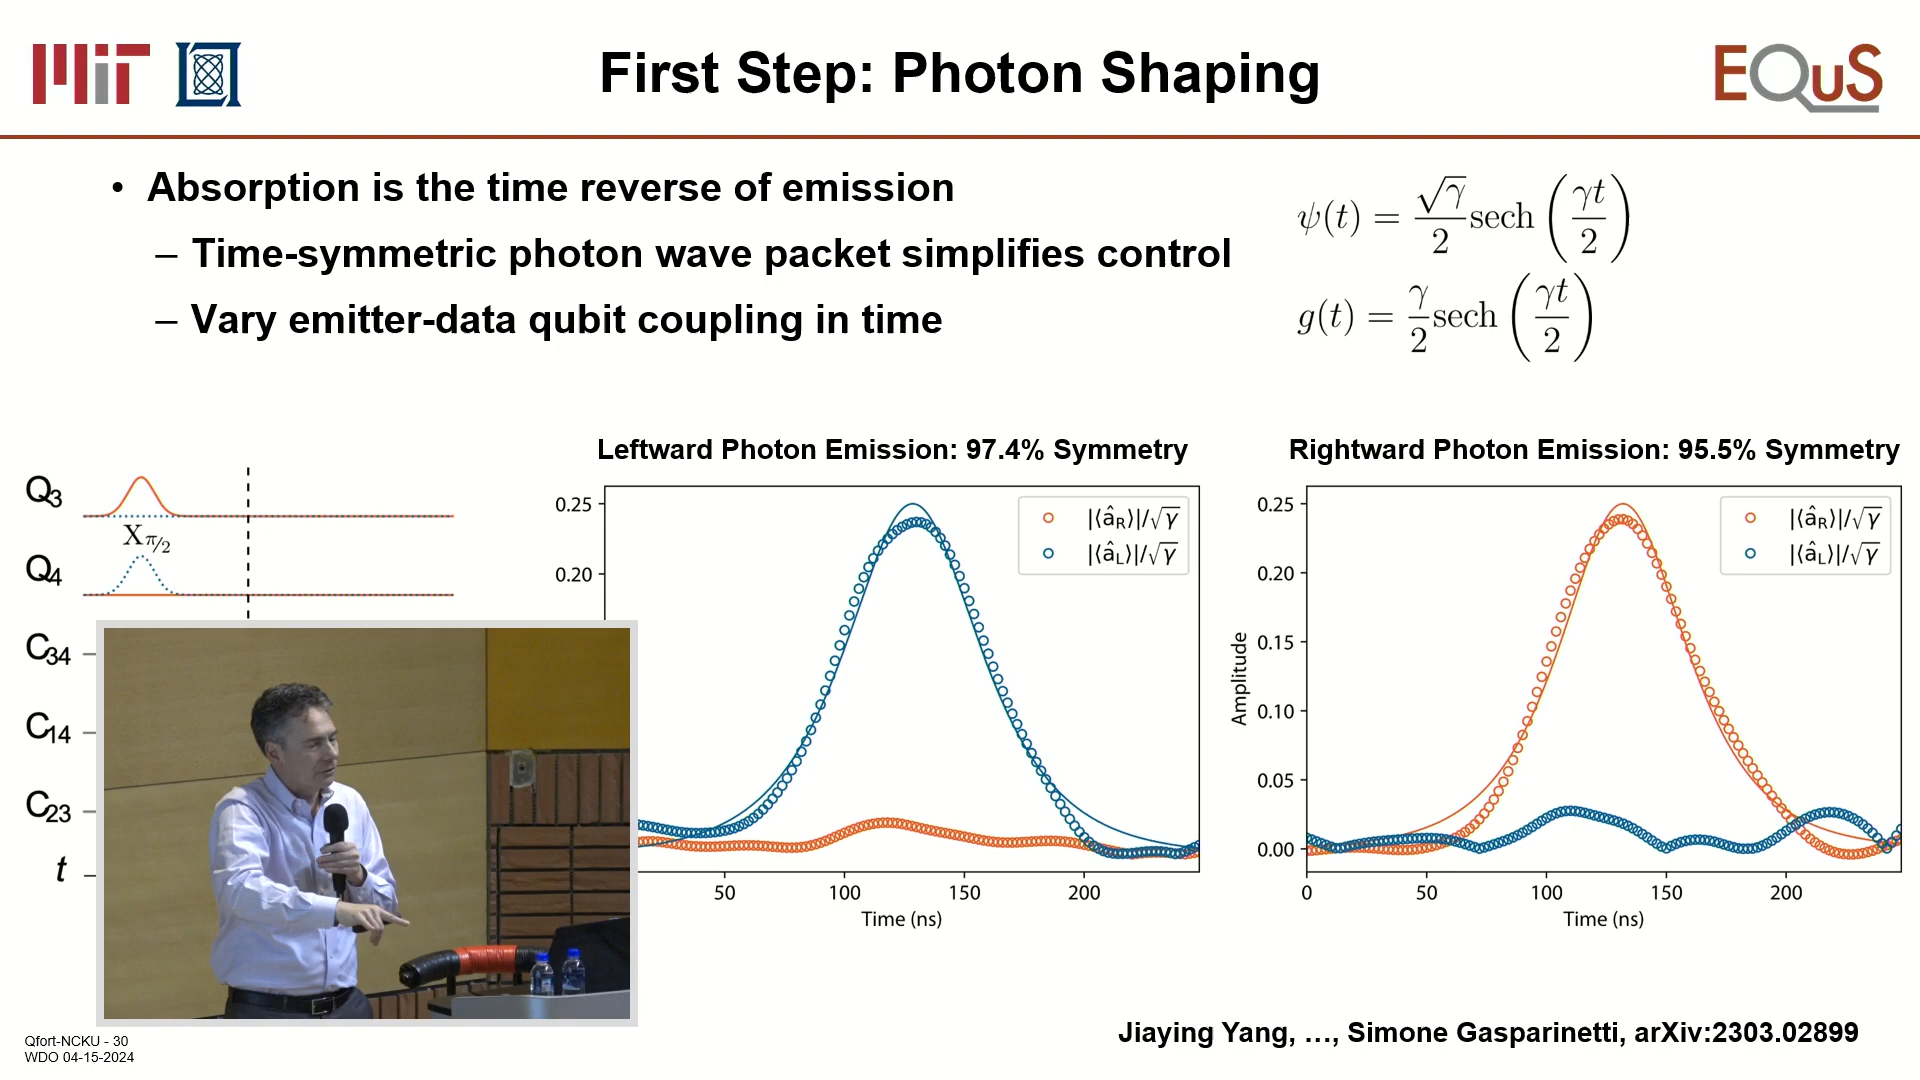 MIT
First Step: Photon Shaping
EQuS
• Absorption is the time reverse of emission
– Time-symmetric photon wave packet simplifies control
– Vary emitter-data qubit coupling in time
ψ(t) = √γ/2 sech (γt/2)
g(t) = γ/2 sech (γt/2)
Q3
Xπ/2
Q4
C34
C14
C23
t
Leftward Photon Emission: 97.4% Symmetry
|⟨âR⟩|/√γ
|⟨âL⟩|/√γ
0.25
0.20
50 100 150 200
Time (ns)
Rightward Photon Emission: 95.5% Symmetry
|⟨âR⟩|/√γ
|⟨âL⟩|/√γ
Amplitude
0.25
0.20
0.15
0.10
0.05
0.00
0 50 100 150 200
Time (ns)
Jiaying Yang, …, Simone Gasparinetti, arXiv:2303.02899
Qfort-NCKU - 30
WDO 04-15-2024